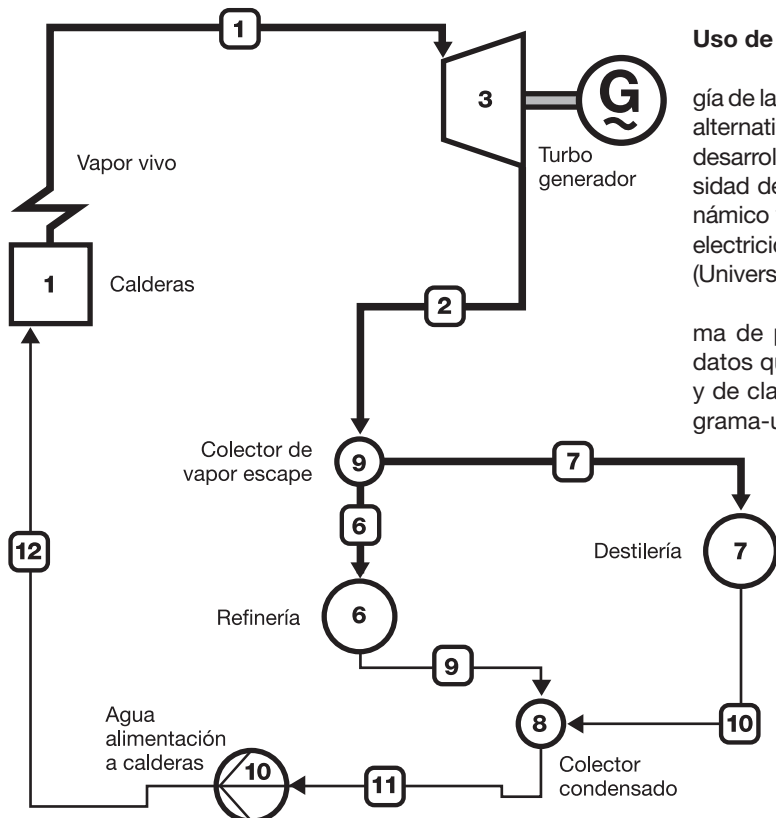 1
3
G
~
Turbo
generador
Vapor vivo
1
Calderas
2
Colector de
vapor escape
9
7
6
12
Destilería
7
Refinería
6
9
8
10
Agua
alimentación
a calderas
10
11
Colector
condensado
Uso de
gía de la
alternati
desarrol
sidad de
námico
electrici
(Univers
ma de p
datos qu
y de cla
grama-u